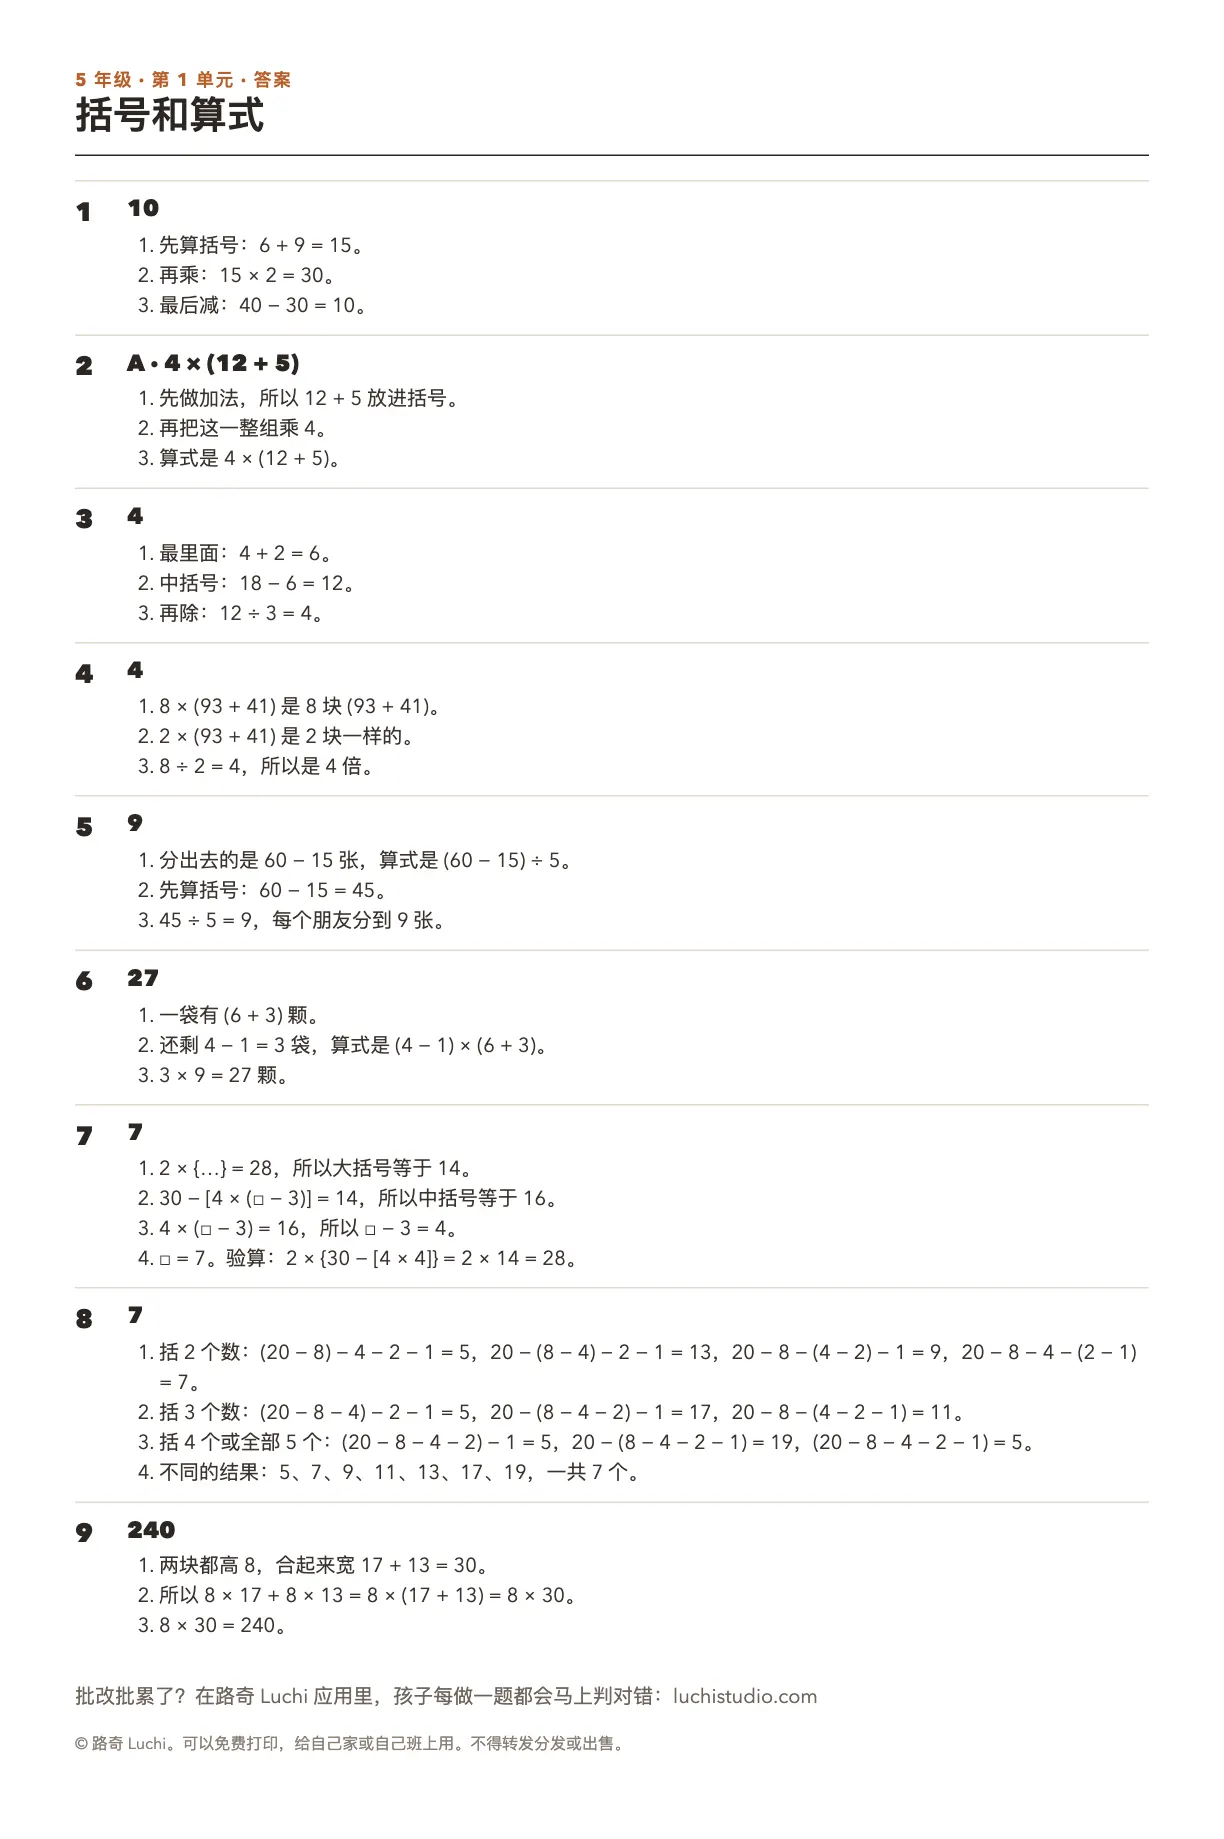 5 年级 · 第 1 单元 · 答案
括号和算式
1 10
1. 先算括号：6 + 9 = 15。
2. 再乘：15 × 2 = 30。
3. 最后减：40 − 30 = 10。
2 A · 4 × (12 + 5)
1. 先做加法，所以 12 + 5 放进括号。
2. 再把这一整组乘 4。
3. 算式是 4 × (12 + 5)。
3 4
1. 最里面：4 + 2 = 6。
2. 中括号：18 − 6 = 12。
3. 再除：12 ÷ 3 = 4。
4 4
1. 8 × (93 + 41) 是 8 块 (93 + 41)。
2. 2 × (93 + 41) 是 2 块一样的。
3. 8 ÷ 2 = 4，所以是 4 倍。
5 9
1. 分出去的是 60 − 15 张，算式是 (60 − 15) ÷ 5。
2. 先算括号：60 − 15 = 45。
3. 45 ÷ 5 = 9，每个朋友分到 9 张。
6 27
1. 一袋有 (6 + 3) 颗。
2. 还剩 4 − 1 = 3 袋，算式是 (4 − 1) × (6 + 3)。
3. 3 × 9 = 27 颗。
7 7
1. 2 × {…} = 28，所以大括号等于 14。
2. 30 − [4 × (□ − 3)] = 14，所以中括号等于 16。
3. 4 × (□ − 3) = 16，所以 □ − 3 = 4。
4. □ = 7。验算：2 × {30 − [4 × 4]} = 2 × 14 = 28。
8 7
1. 括 2 个数：(20 − 8) − 4 − 2 − 1 = 5，20 − (8 − 4) − 2 − 1 = 13，20 − 8 − (4 − 2) − 1 = 9，20 − 8 − 4 − (2 − 1)
= 7。
2. 括 3 个数：(20 − 8 − 4) − 2 − 1 = 5，20 − (8 − 4 − 2) − 1 = 17，20 − 8 − (4 − 2 − 1) = 11。
3. 括 4 个或全部 5 个：(20 − 8 − 4 − 2) − 1 = 5，20 − (8 − 4 − 2 − 1) = 19，(20 − 8 − 4 − 2 − 1) = 5。
4. 不同的结果：5、7、9、11、13、17、19，一共 7 个。
9 240
1. 两块都高 8，合起来宽 17 + 13 = 30。
2. 所以 8 × 17 + 8 × 13 = 8 × (17 + 13) = 8 × 30。
3. 8 × 30 = 240。
批改批累了？在路奇 Luchi 应用里，孩子每做一题都会马上判对错：luchistudio.com
© 路奇 Luchi。可以免费打印，给自己家或自己班上用。不得转发分发或出售。